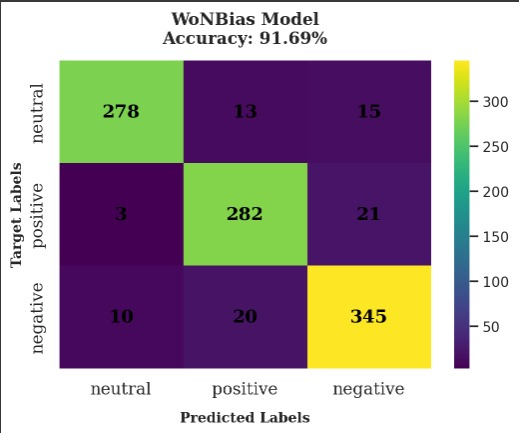 WoNBias Model
Accuracy: 91.69%
Target Labels
neutral
278 13 15
positive
3 282 21
negative
10 20 345
neutral positive negative
Predicted Labels
300
250
200
150
100
50